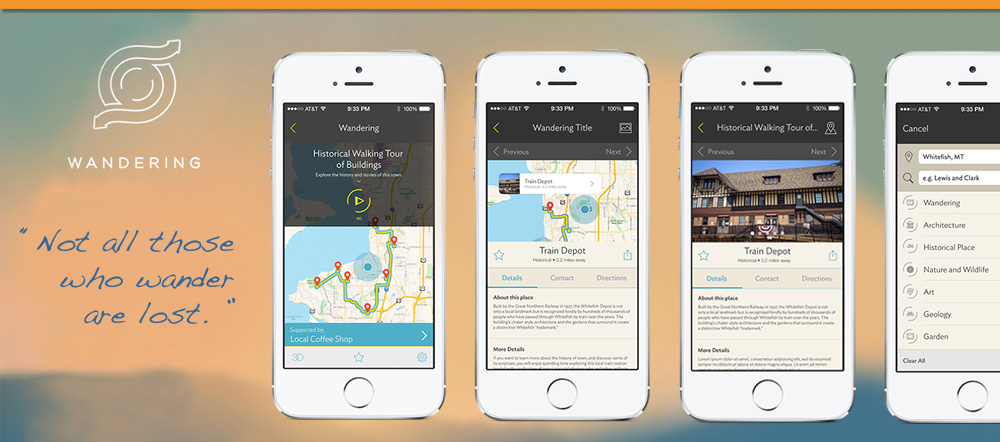 WANDERING
" Not all those
who wander
are lost. "
AT&T 9:33 PM 100%
Wandering
Historical Walking Tour
of Buildings
Explore the history and stories of this town.
GO
Supported by:
Local Coffee Shop
3D
AT&T 9:33 PM 100%
Wandering Title
Previous Next
Train Depot
Historical • 0.2 miles away
Train Depot
Historical • 0.2 miles away
Details Contact Directions
About this place
Built by the Great Northern Railway in 1927, the Whitefish Depot is not
only a local landmark but is recognized fondly by hundreds of thousands of
people who have passed through Whitefish by train over the years. The
building's chalet-style architecture and the gardens that surround it create
a distinctive Whitefish "trademark."
More Details
If you want to learn more about the history of town, and discover some of
its surprises, you will enjoy spending time exploring this local train station
AT&T 9:33 PM 100%
Historical Walking Tour of...
Previous Next
Train Depot
Historical • 0.2 miles away
Details Contact Directions
About this place
Built by the Great Northern Railway in 1927, the Whitefish Depot is not
only a local landmark but is recognized fondly by hundreds of thousands of
people who have passed through Whitefish by train over the years. The
building's chalet-style architecture and the gardens that surround it create
a distinctive Whitefish "trademark."
More Details
Lorem ipsum dolor sit amet, consectetur adipiscing elit, sed do eiusmod
tempor incididunt ut labore et dolore magna aliqua. Ut enim ad minim
AT&T 9:33 PM
Cancel
Whitefish, MT
e.g. Lewis and Clark
Wandering
Architecture
Historical Place
Nature and Wildlife
Art
Geology
Garden
Clear All